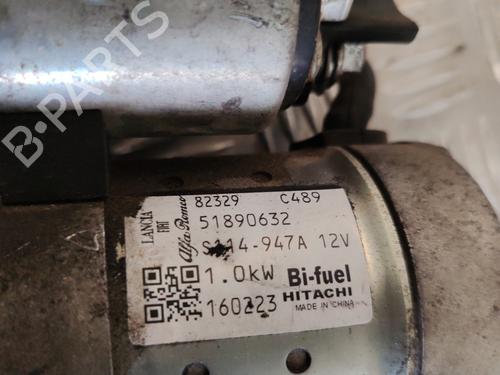 B-Parts
82329 C489
LANCIA
FIAT
Alfa Romeo
51890632
S114-947A 12V
1.0kW Bi-fuel
160223 HITACHI
MADE IN CHINA